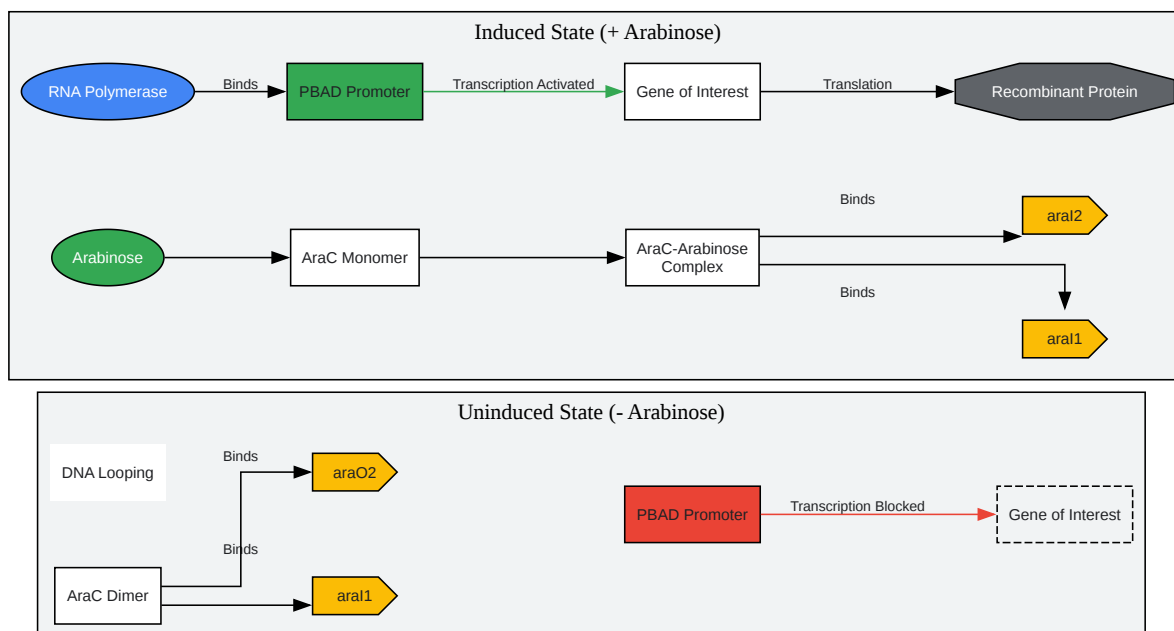 Induced State (+ Arabinose)
RNA Polymerase
Binds
PBAD Promoter
Transcription Activated
Gene of Interest
Translation
Recombinant Protein
Arabinose
AraC Monomer
AraC-Arabinose
Complex
Binds
araI2
Binds
araI1
Uninduced State (- Arabinose)
DNA Looping
Binds
araO2
PBAD Promoter
Transcription Blocked
Gene of Interest
AraC Dimer
Binds
araI1